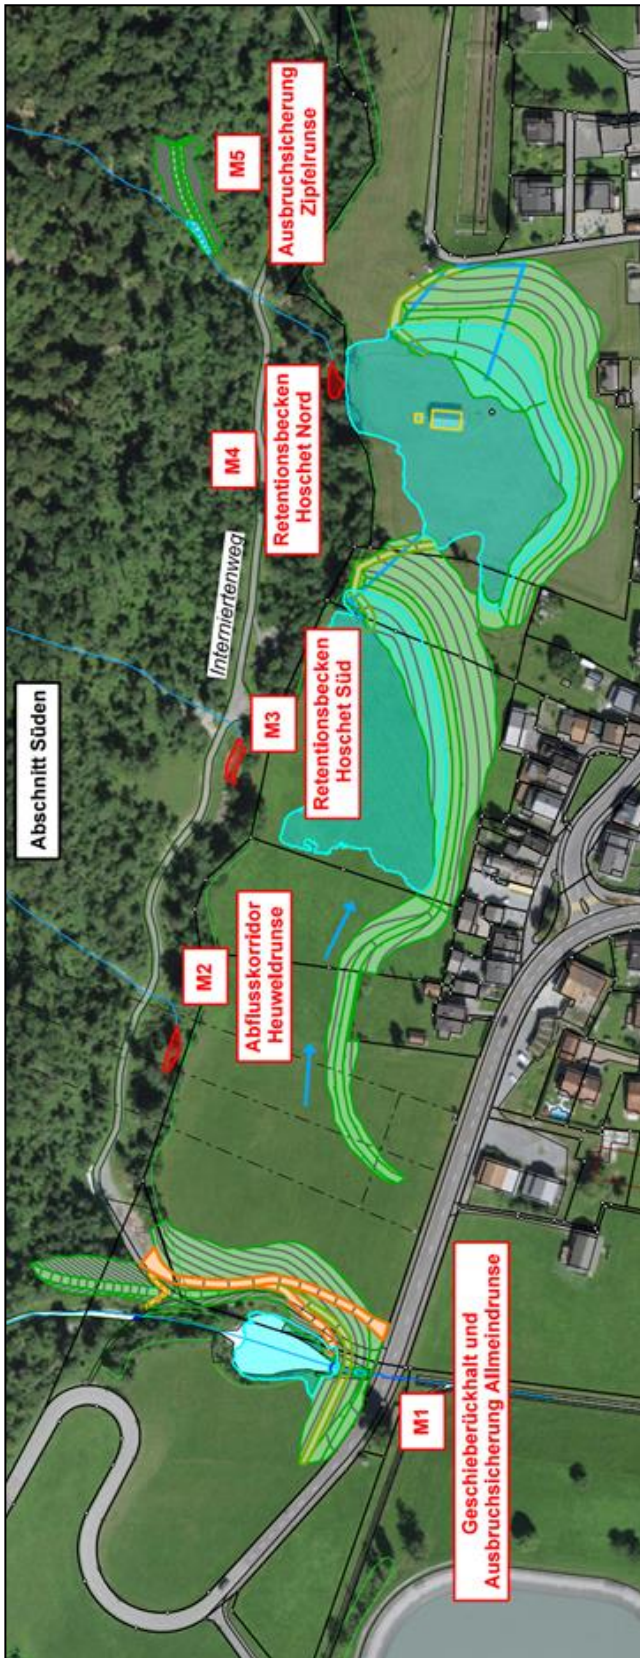 Abschnitt Süden
M1
Geschieberückhalt und
Ausbruchsicherung Allmeindrunse
M2
Abflusskorridor
Heuweldrunse
M3
Retentionsbecken
Hoschet Süd
Interniertenweg
M4
Retentionsbecken
Hoschet Nord
M5
Ausbruchsicherung
Zipfelrunse